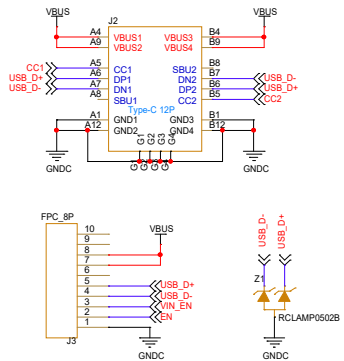 VBUS J2 VBUS
A4 VBUS1 VBUS3 B4
A9 VBUS2 VBUS4 B9
CC1 A5 CC1 SBU2 B8
USB_D+ A6 DP1 DN2 B7 USB_D-
USB_D- A7 DN1 DP2 B6 USB_D+
A8 SBU1 CC2 B5 CC2
Type-C 12P
A1 GND1 GND3 B1
A12 GND2 GND4 B12
G1 G2 G3 G4
GNDC GNDC
FPC_8P
10
9
8 VBUS
7
6
5 USB_D+
4 USB_D-
3 VIN_EN
2 EN
1
J3
GNDC
USB_D- USB_D+
Z1
RCLAMP0502B
GNDC